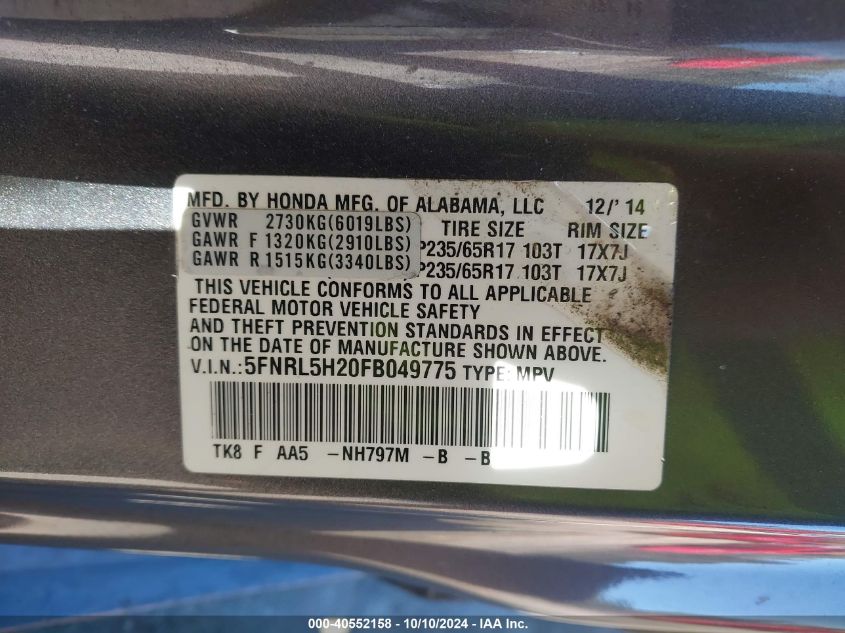 MFD. BY HONDA MFG. OF ALABAMA, LLC 12/' 14
GVWR 2730KG(6019LBS) TIRE SIZE RIM SIZE
GAWR F 1320KG(2910LBS) P235/65R17 103T 17X7J
GAWR R 1515KG(3340LBS) P235/65R17 103T 17X7J
THIS VEHICLE CONFORMS TO ALL APPLICABLE
FEDERAL MOTOR VEHICLE SAFETY
AND THEFT PREVENTION STANDARDS IN EFFECT
ON THE DATE OF MANUFACTURE SHOWN ABOVE.
V.I.N.:5FNRL5H20FB049775 TYPE: MPV
TK8 F AA5 -NH797M -B -B
000-40552158 - 10/10/2024 - IAA Inc.